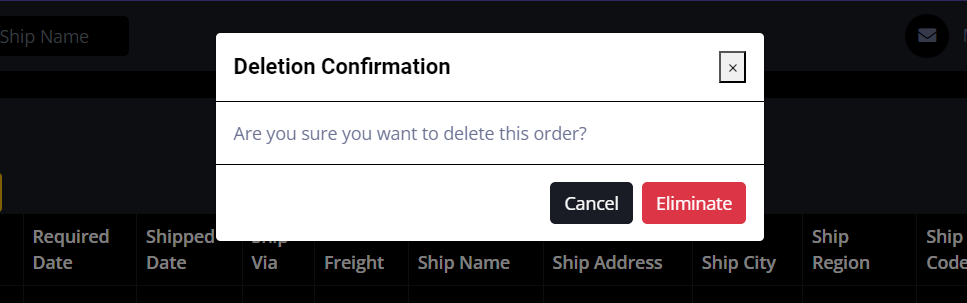 Ship Name
Deletion Confirmation
×
Are you sure you want to delete this order?
Cancel Eliminate
Required Date
Shipped Date
Ship Via
Freight
Ship Name
Ship Address
Ship City
Ship Region
Ship Code